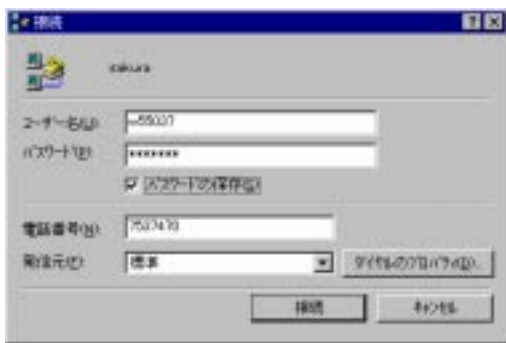 接続
sakura
ユーザー名(U):
パスワード(P):
*******
パスワードの保存(S)
電話番号(N):
発信元(F):
標準
ダイヤルのプロパティ(D)...
接続
キャンセル